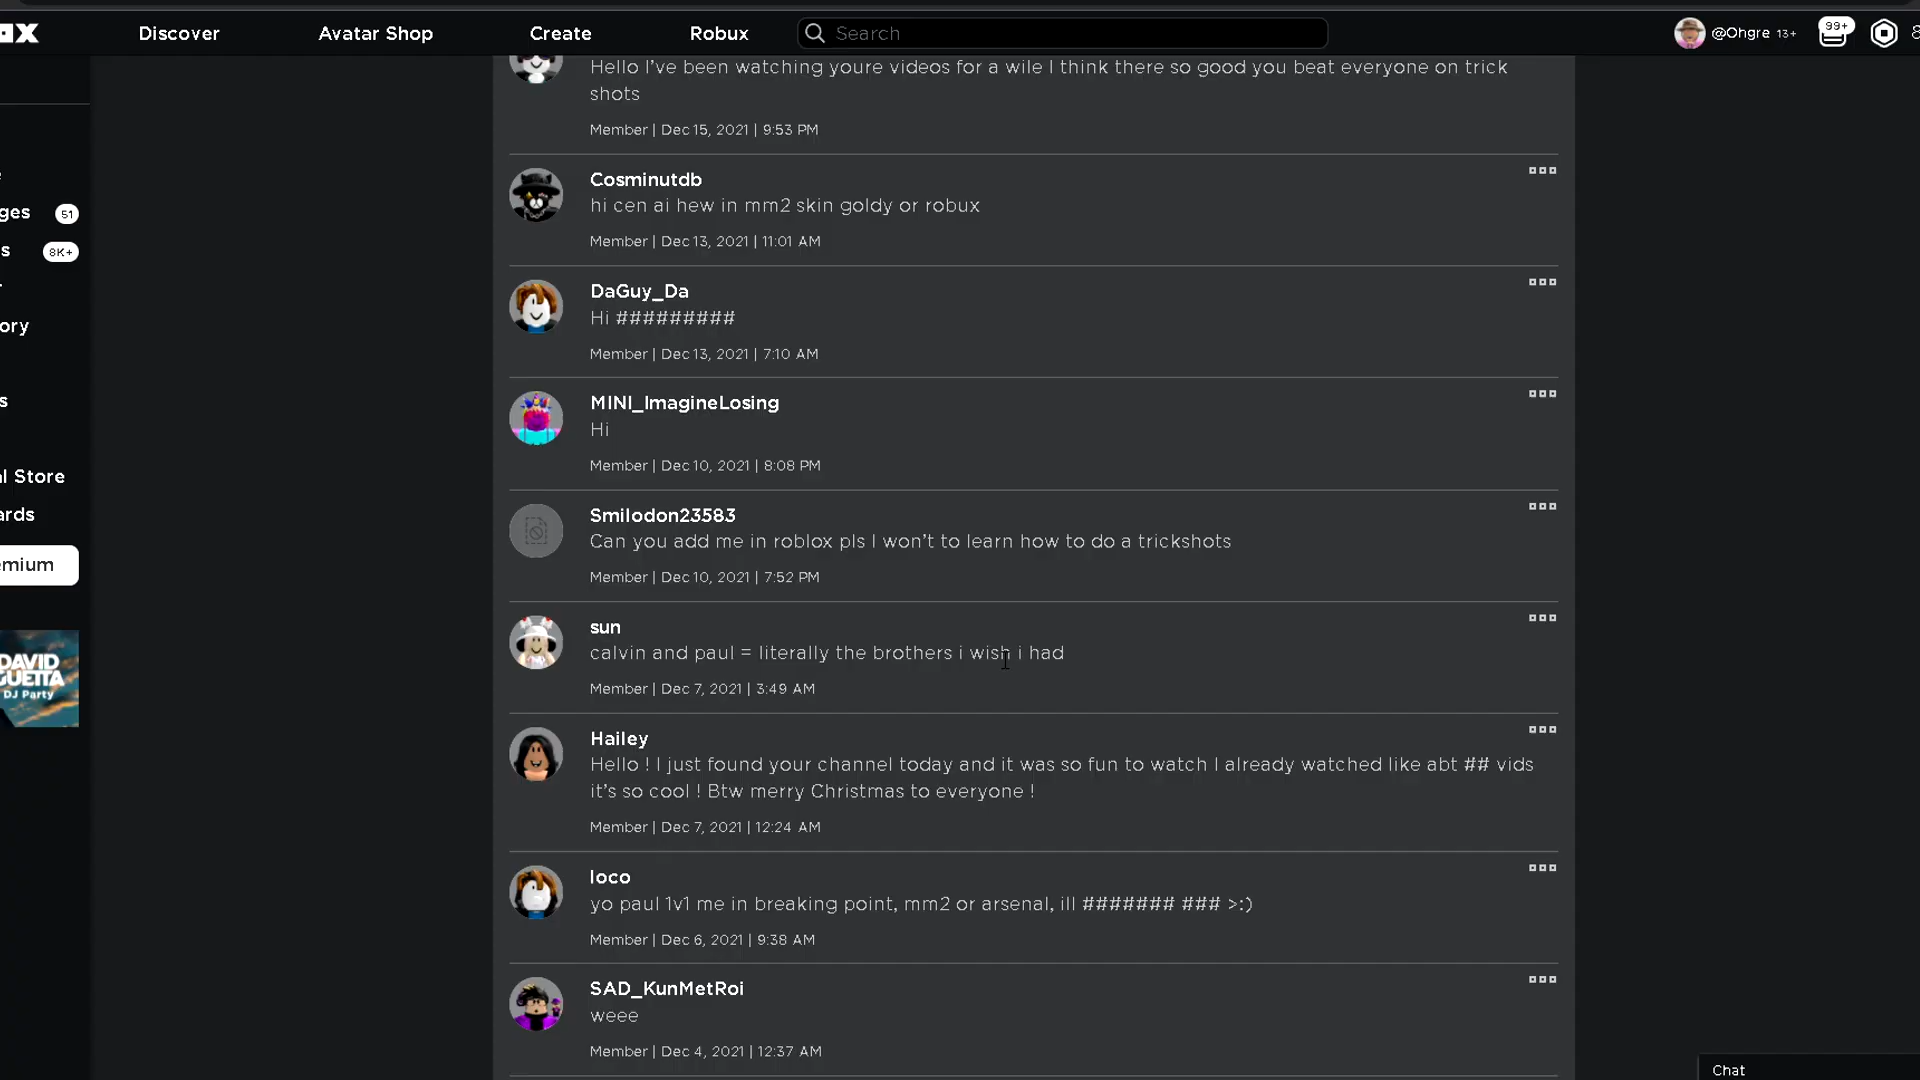 Discover
Avatar Shop
Create
Robux
Search
@Ohgre 13+
99+
Hello I've been watching youre videos for a wile I think there so good you beat everyone on trick
shots
Member | Dec 15, 2021 | 9:53 PM
Cosminutdb
hi cen ai hew in mm2 skin goldy or robux
Member | Dec 13, 2021 | 11:01 AM
DaGuy_Da
Hi #########
Member | Dec 13, 2021 | 7:10 AM
MINI_ImagineLosing
Hi
Member | Dec 10, 2021 | 8:08 PM
Smilodon23583
Can you add me in roblox pls I won't to learn how to do a trickshots
Member | Dec 10, 2021 | 7:52 PM
sun
calvin and paul = literally the brothers i wish i had
Member | Dec 7, 2021 | 3:49 AM
Hailey
Hello ! I just found your channel today and it was so fun to watch I already watched like abt ## vids
it's so cool ! Btw merry Christmas to everyone !
Member | Dec 7, 2021 | 12:24 AM
loco
yo paul 1v1 me in breaking point, mm2 or arsenal, ill ####### ### >:)
Member | Dec 6, 2021 | 9:38 AM
SAD_KunMetRoi
weee
Member | Dec 4, 2021 | 12:37 AM
ges 51
s 8K+
ory
s
l Store
ards
emium
DAVID
GUETTA
DJ Party
Chat